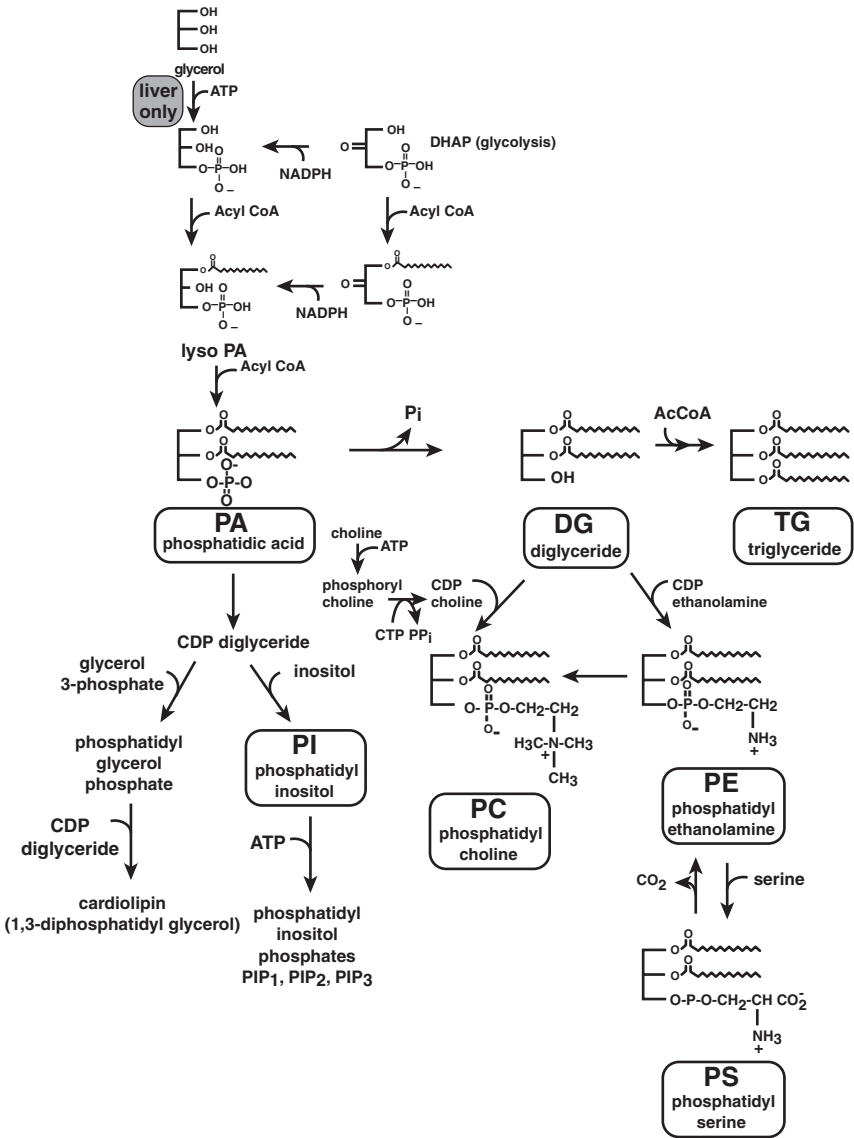 OH
OH
OH
glycerol
liver
only
ATP
OH
OH
O
O-P-OH
O –
NADPH
OH
O
O
O-P-OH
O –
DHAP (glycolysis)
Acyl CoA
Acyl CoA
O
O
OH
O
O-P-OH
O –
NADPH
O
O
O
O
O-P-OH
O –
lyso PA
Acyl CoA
O
O
O
O
O-
O-P-O
O
PA
phosphatidic acid
Pi
O
O
O
O
OH
DG
diglyceride
AcCoA
O
O
O
O
O
O
TG
triglyceride
choline
ATP
phosphoryl
choline
CTP PPi
CDP
choline
CDP
ethanolamine
CDP diglyceride
glycerol
3-phosphate
inositol
phosphatidyl
glycerol
phosphate
CDP
diglyceride
cardiolipin
(1,3-diphosphatidyl glycerol)
PI
phosphatidyl
inositol
ATP
phosphatidyl
inositol
phosphates
PIP1, PIP2, PIP3
O
O
O
O
O
O- P-O-CH2-CH2
O-
H3C-N-CH3
+
CH3
PC
phosphatidyl
choline
O
O
O
O
O
O-P-O-CH2-CH2
O-
NH3
+
PE
phosphatidyl
ethanolamine
CO2
serine
O
O
O
O
O-P-O-CH2-CH CO2-
NH3
+
PS
phosphatidyl
serine